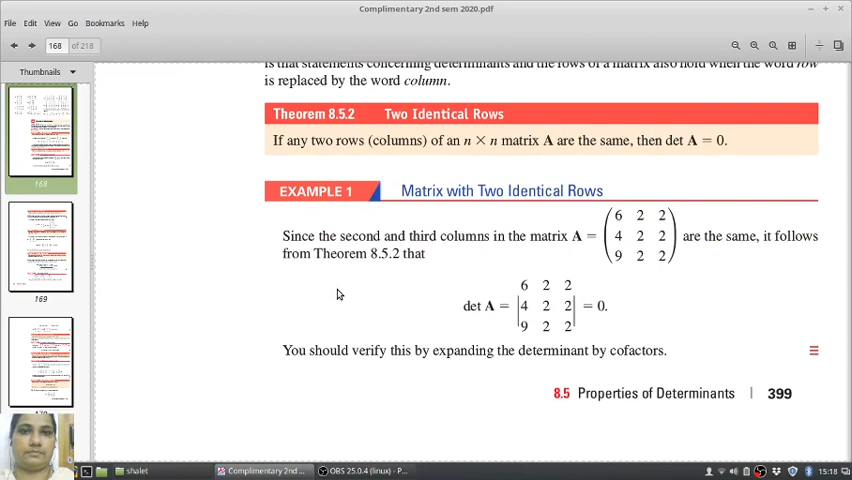 Complimentary 2nd sem 2020.pdf
File Edit View Go Bookmarks Help
168 of 218
Thumbnails
168
169
is that statements concerning determinants and the rows of a matrix also hold when the word row
is replaced by the word column.
Theorem 8.5.2 Two Identical Rows
If any two rows (columns) of an n × n matrix A are the same, then det A = 0.
EXAMPLE 1 Matrix with Two Identical Rows
6 2 2
Since the second and third columns in the matrix A = 4 2 2 are the same, it follows
9 2 2
from Theorem 8.5.2 that
6 2 2
det A = |4 2 2| = 0.
9 2 2
You should verify this by expanding the determinant by cofactors.
8.5 Properties of Determinants | 399
shalet
Complimentary 2nd ...
OBS 25.0.4 (linux) - P...
15:18